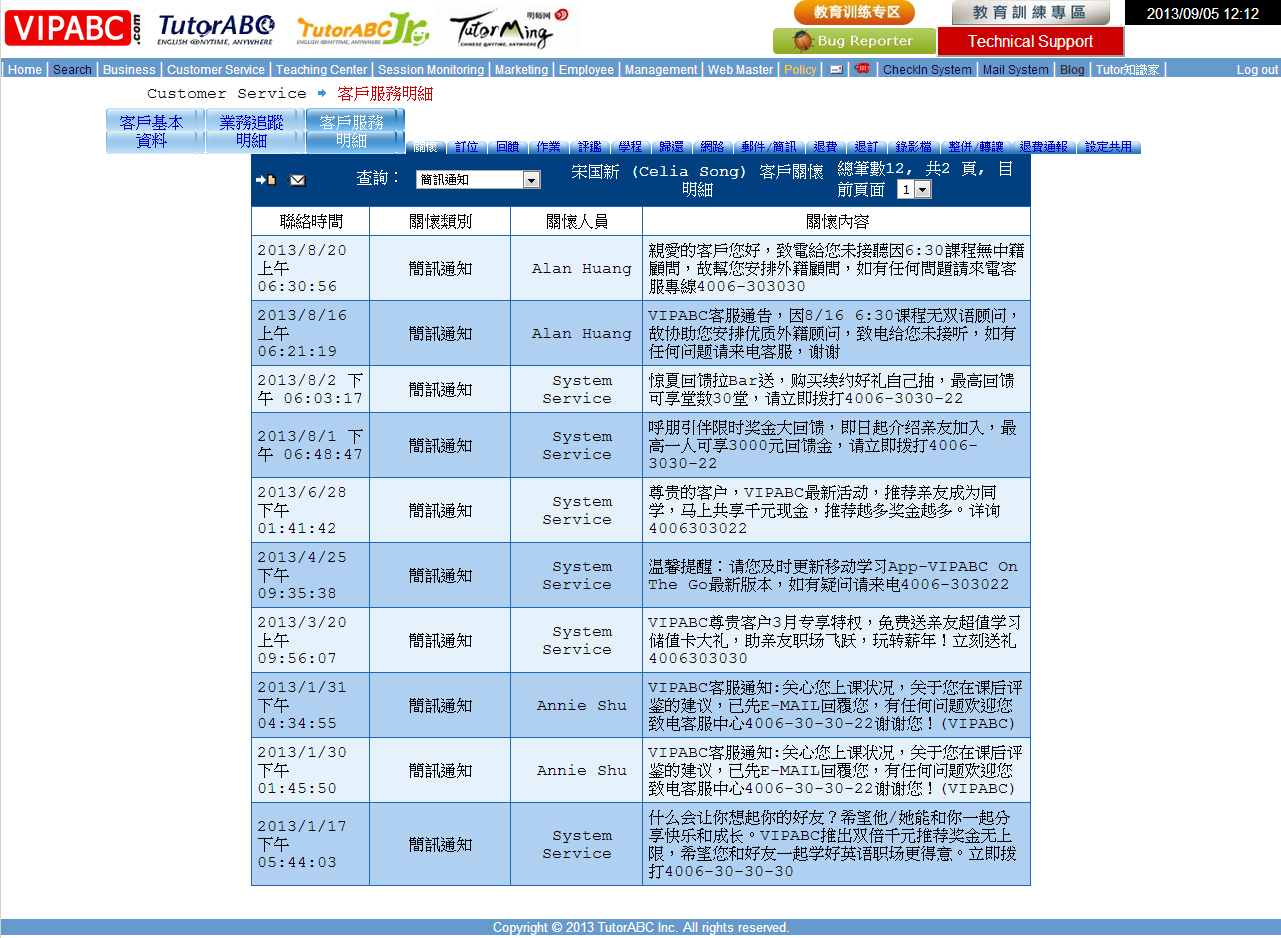 VIPABC.com
TutorABC
ENGLISH @NYTIME, ANYWHERE
TutorABCJr
ENGLISH @NYTIME, ANYWHERE
TutorMing 明師網
CHINESE @NYTIME, ANYWHERE
教育训练专区
教育訓練專區
2013/09/05 12:12
Bug Reporter
Technical Support
Home | Search | Business | Customer Service | Teaching Center | Session Monitoring | Marketing | Employee | Management | Web Master | Policy | CheckIn System | Mail System | Blog | Tutor知識家 | Log out
Customer Service 客戶服務明細
客戶基本資料 業務追蹤明細 客戶服務明細
關懷 訂位 回饋 作業 評鑑 學程 歸還 網路 郵件/簡訊 退費 退訂 錄影檔 整併/轉讓 退費通報 設定共用
查詢： 簡訊通知 宋国新 (Celia Song) 客戶關懷 總筆數12, 共2 頁, 目
明細 前頁面 1
聯絡時間 關懷類別 關懷人員 關懷內容
2013/8/20
上午
06:30:56
簡訊通知
Alan Huang
親愛的客戶您好，致電給您未接聽因6:30課程無中籍
顧問，故幫您安排外籍顧問，如有任何問題請來電客
服專線4006-303030
2013/8/16
上午
06:21:19
簡訊通知
Alan Huang
VIPABC客服通告，因8/16 6:30课程无双语顾问，
故协助您安排优质外籍顾问，致电给您未接听，如有
任何问题请来电客服，谢谢
2013/8/2 下
午 06:03:17
簡訊通知
System
Service
惊夏回馈拉Bar送，购买续约好礼自己抽，最高回馈
可享堂数30堂，请立即拨打4006-3030-22
2013/8/1 下
午 06:48:47
簡訊通知
System
Service
呼朋引伴限时奖金大回馈，即日起介绍亲友加入，最
高一人可享3000元回馈金，请立即拨打4006-
3030-22
2013/6/28
下午
01:41:42
簡訊通知
System
Service
尊贵的客户，VIPABC最新活动，推荐亲友成为同
学，马上共享千元现金，推荐越多奖金越多。详询
4006303022
2013/4/25
下午
09:35:38
簡訊通知
System
Service
温馨提醒：请您及时更新移动学习App-VIPABC On
The Go最新版本，如有疑问请来电4006-303022
2013/3/20
上午
09:56:07
簡訊通知
System
Service
VIPABC尊贵客户3月专享特权，免费送亲友超值学习
储值卡大礼，助亲友职场飞跃，玩转薪年！立刻送礼
4006303030
2013/1/31
下午
04:34:55
簡訊通知
Annie Shu
VIPABC客服通知:关心您上课状况，关于您在课后评
鉴的建议，已先E-MAIL回覆您，有任何问题欢迎您
致电客服中心4006-30-30-22谢谢您！(VIPABC)
2013/1/30
下午
01:45:50
簡訊通知
Annie Shu
VIPABC客服通知:关心您上课状况，关于您在课后评
鉴的建议，已先E-MAIL回覆您，有任何问题欢迎您
致电客服中心4006-30-30-22谢谢您！(VIPABC)
2013/1/17
下午
05:44:03
簡訊通知
System
Service
什么会让你想起你的好友？希望他/她能和你一起分
享快乐和成长。VIPABC推出双倍千元推荐奖金无上
限，希望您和好友一起学好英语职场更得意。立即拨
打4006-30-30-30
Copyright © 2013 TutorABC Inc. All rights reserved.